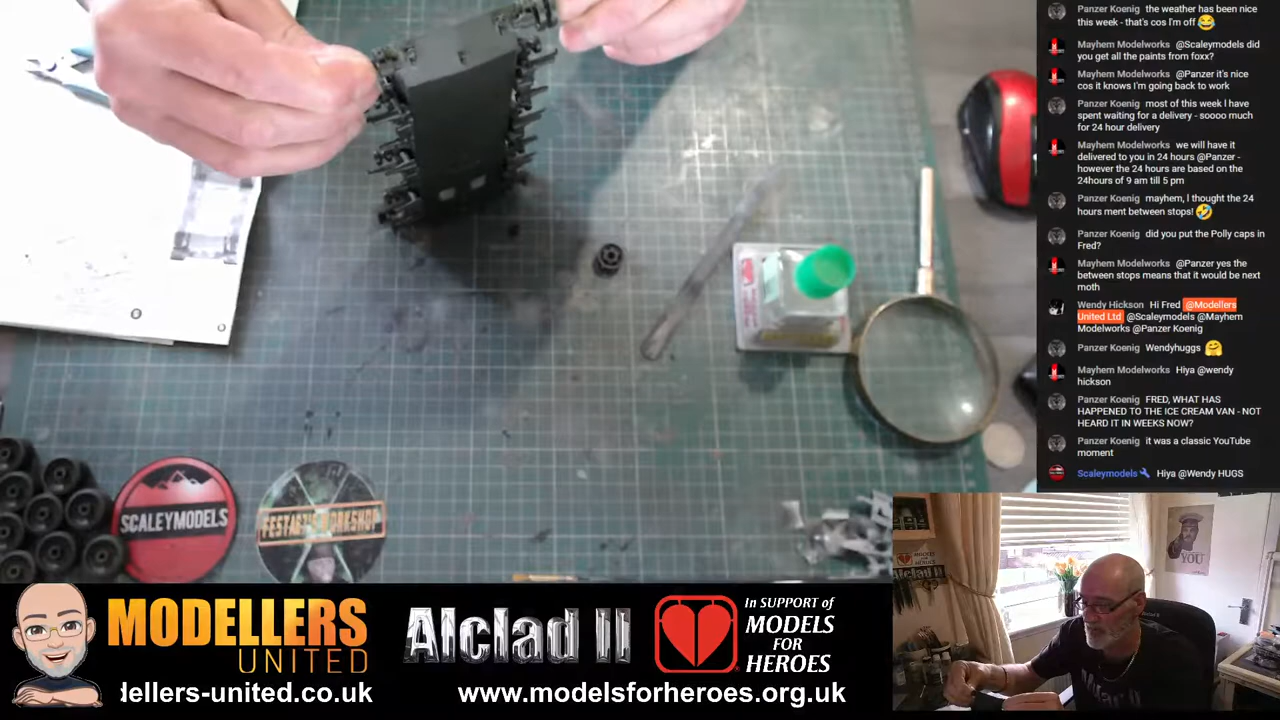 Panzer Koenig the weather has been nice
this week - that's cos I'm off 😂
Mayhem Modelworks @Scaleymodels did
you get all the paints from foxx?
Mayhem Modelworks @Panzer it's nice
cos it knows I'm going back to work
Panzer Koenig most of this week I have
spent waiting for a delivery - soooo much
for 24 hour delivery
Mayhem Modelworks we will have it
delivered to you in 24 hours @Panzer -
however the 24 hours are based on the
24hours of 9 am till 5 pm
Panzer Koenig mayhem, I thought the 24
hours ment between stops! 🤣
Panzer Koenig did you put the Polly caps in
Fred?
Mayhem Modelworks @Panzer yes the
between stops means that it would be next
moth
Wendy Hickson Hi Fred @Modellers
United Ltd @Scaleymodels @Mayhem
Modelworks @Panzer Koenig
Panzer Koenig Wendyhuggs 🤗
Mayhem Modelworks Hiya @wendy
hickson
Panzer Koenig FRED, WHAT HAS
HAPPENED TO THE ICE CREAM VAN - NOT
HEARD IT IN WEEKS NOW?
Panzer Koenig it was a classic YouTube
moment
Scaleymodels Hiya @Wendy HUGS
SCALEYMODELS
YOU
Alclad II
MODELLERS
UNITED
dellers-united.co.uk
Alclad II
In SUPPORT of
MODELS
FOR
HEROES
www.modelsforheroes.org.uk